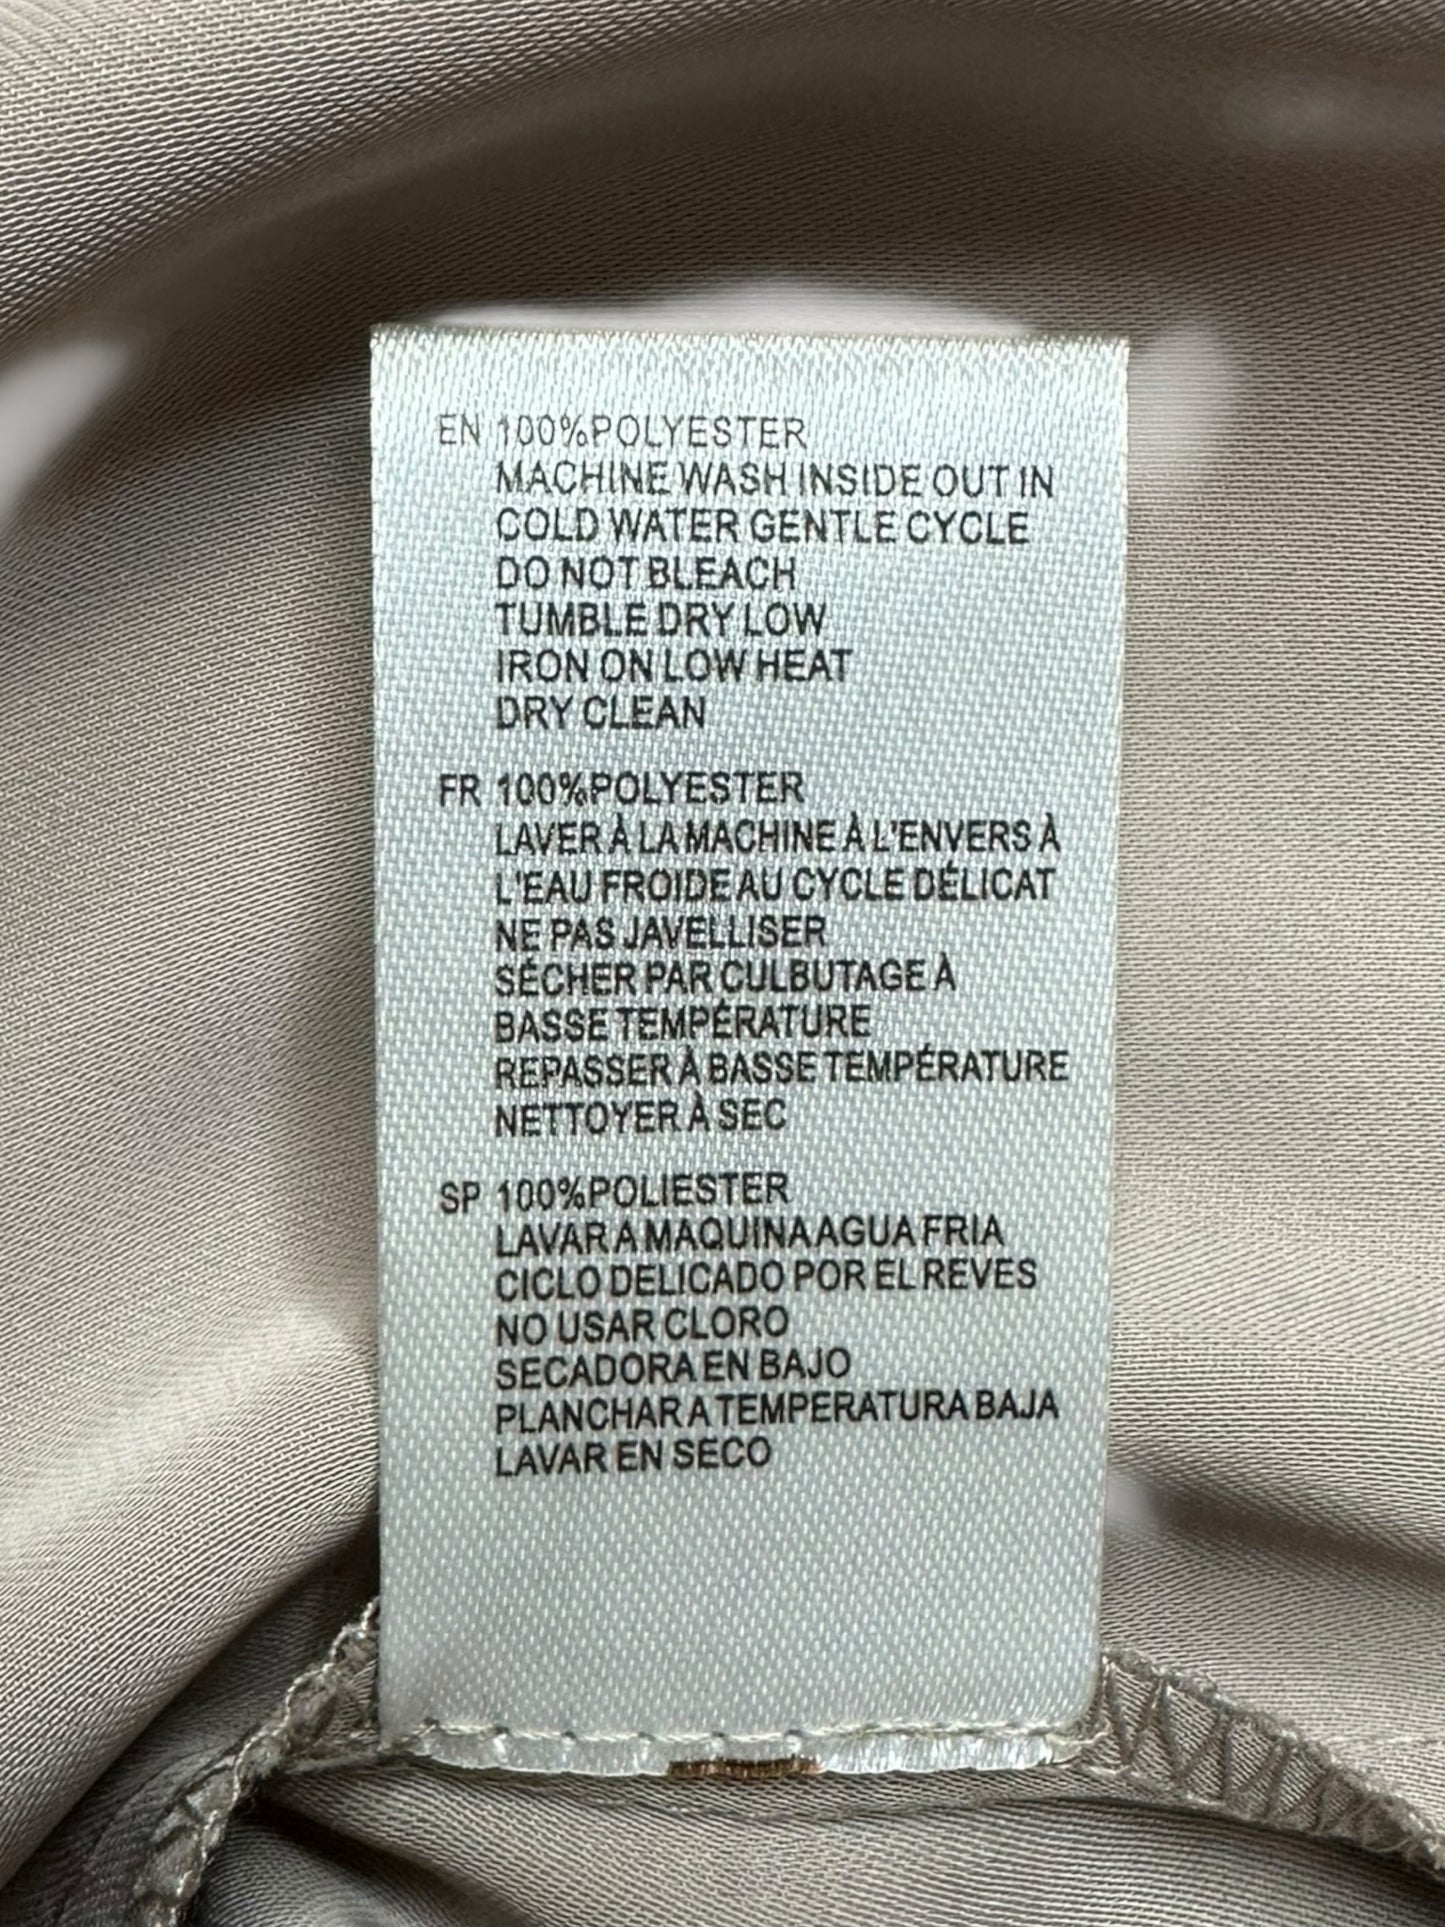 EN 100%POLYESTER
MACHINE WASH INSIDE OUT IN
COLD WATER GENTLE CYCLE
DO NOT BLEACH
TUMBLE DRY LOW
IRON ON LOW HEAT
DRY CLEAN
FR 100%POLYESTER
LAVER À LA MACHINE À L'ENVERS À
L'EAU FROIDE AU CYCLE DÉLICAT
NE PAS JAVELLISER
SÉCHER PAR CULBUTAGE À
BASSE TEMPÉRATURE
REPASSER À BASSE TEMPÉRATURE
NETTOYER À SEC
SP 100%POLIESTER
LAVAR A MAQUINA AGUA FRIA
CICLO DELICADO POR EL REVES
NO USAR CLORO
SECADORA EN BAJO
PLANCHAR A TEMPERATURA BAJA
LAVAR EN SECO